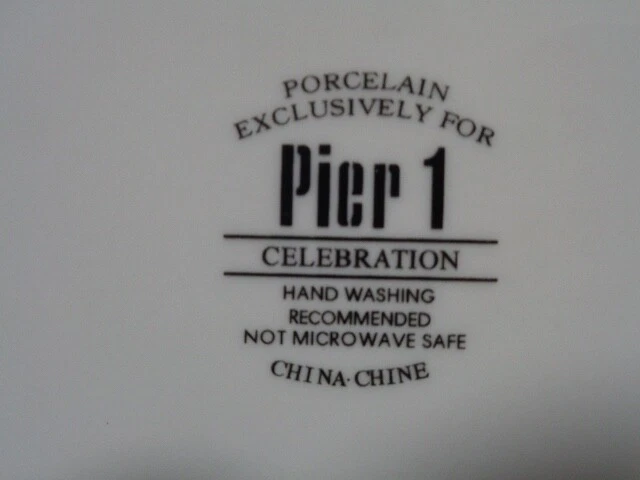 PORCELAIN
EXCLUSIVELY FOR
Pier 1
CELEBRATION
HAND WASHING
RECOMMENDED
NOT MICROWAVE SAFE
CHINA·CHINE